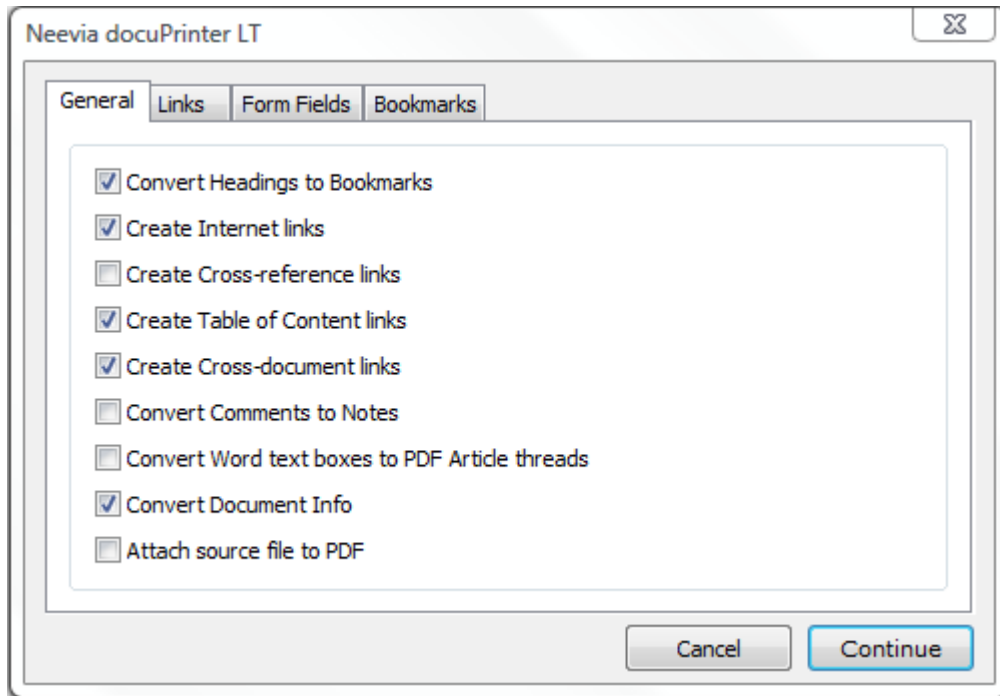 Neevia docuPrinter LT
General Links Form Fields Bookmarks
Convert Headings to Bookmarks
Create Internet links
Create Cross-reference links
Create Table of Content links
Create Cross-document links
Convert Comments to Notes
Convert Word text boxes to PDF Article threads
Convert Document Info
Attach source file to PDF
Cancel Continue